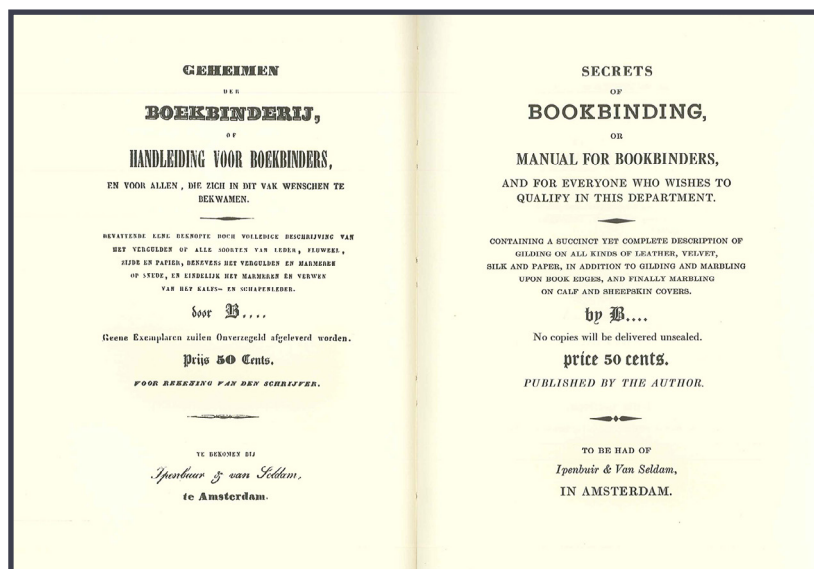 GEHEIMEN
DER
BOEKBINDERIJ,
OF
HANDLEIDING VOOR BOEKBINDERS,
EN VOOR ALLEN, DIE ZICH IN DIT VAK WENSCHEN TE
BEKWAMEN.
BEVATTENDE EENE BEKNOPTE DOCH VOLLEDIGE BESCHRIJVING VAN
HET VERGULDEN OP ALLE SOORTEN VAN LEDER, FLUWEEL,
ZIJDE EN PAPIER, BENEVENS HET VERGULDEN EN MARMEREN
OP SNEDE, EN EINDELIJK HET MARMEREN EN VERWEN
VAN HET KALFS- EN SCHAPENLEDER.
door B....
Geene Exemplaren zullen Onverzegeld afgeleverd worden.
Prijs 50 Cents.
VOOR REKENING VAN DEN SCHRIJVER.
TE BEKOMEN BIJ
Ipenbuur & van Seldam,
te Amsterdam.
SECRETS
OF
BOOKBINDING,
OR
MANUAL FOR BOOKBINDERS,
AND FOR EVERYONE WHO WISHES TO
QUALIFY IN THIS DEPARTMENT.
CONTAINING A SUCCINCT YET COMPLETE DESCRIPTION OF
GILDING ON ALL KINDS OF LEATHER, VELVET,
SILK AND PAPER, IN ADDITION TO GILDING AND MARBLING
UPON BOOK EDGES, AND FINALLY MARBLING
ON CALF AND SHEEPSKIN COVERS.
by B....
No copies will be delivered unsealed.
price 50 cents.
PUBLISHED BY THE AUTHOR.
TO BE HAD OF
Ipenbuir & Van Seldam,
IN AMSTERDAM.